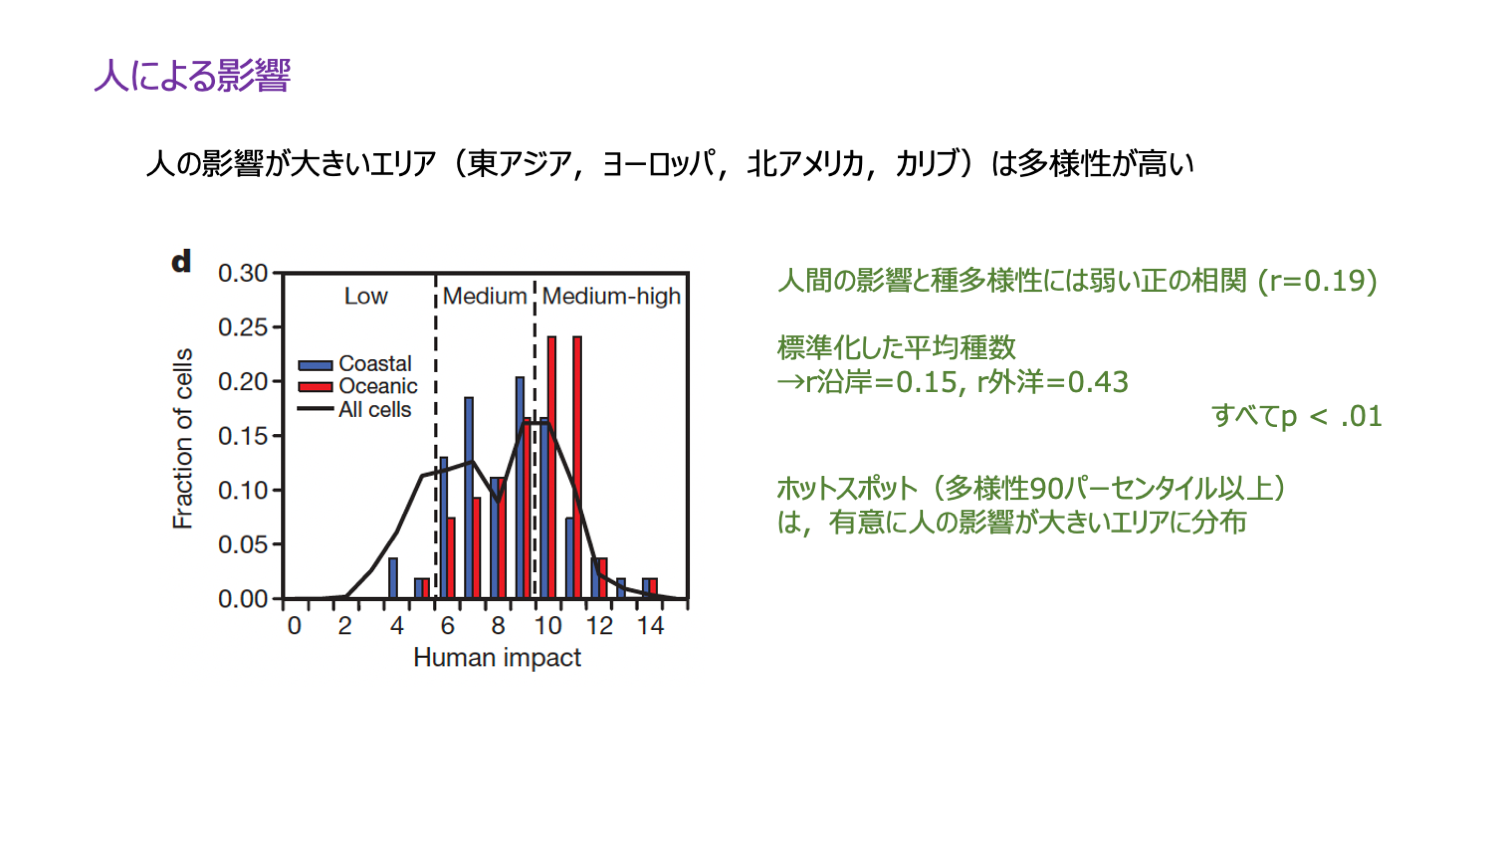 人による影響
人の影響が大きいエリア（東アジア，ヨーロッパ，北アメリカ，カリブ）は多様性が高い
d
0.30
0.25
0.20
0.15
0.10
0.05
0.00
Fraction of cells
Low
Medium
Medium-high
Coastal
Oceanic
All cells
0 2 4 6 8 10 12 14
Human impact
人間の影響と種多様性には弱い正の相関 (r=0.19)
標準化した平均種数
→r沿岸=0.15, r外洋=0.43
すべてp < .01
ホットスポット（多様性90パーセンタイル以上）
は，有意に人の影響が大きいエリアに分布